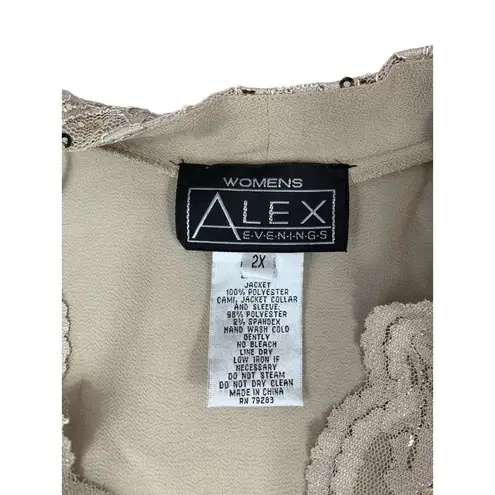 WOMENS
ALEX
E•V•E•N•I•N•G•S
2X
JACKET
100% POLYESTER
CAMI, JACKET COLLAR
AND SLEEVE:
98% POLYESTER
2% SPANDEX
HAND WASH COLD
GENTLY
NO BLEACH
LINE DRY
LOW IRON IF
NECESSARY
DO NOT STEAM
DO NOT DRY CLEAN
MADE IN CHINA
RN 79283